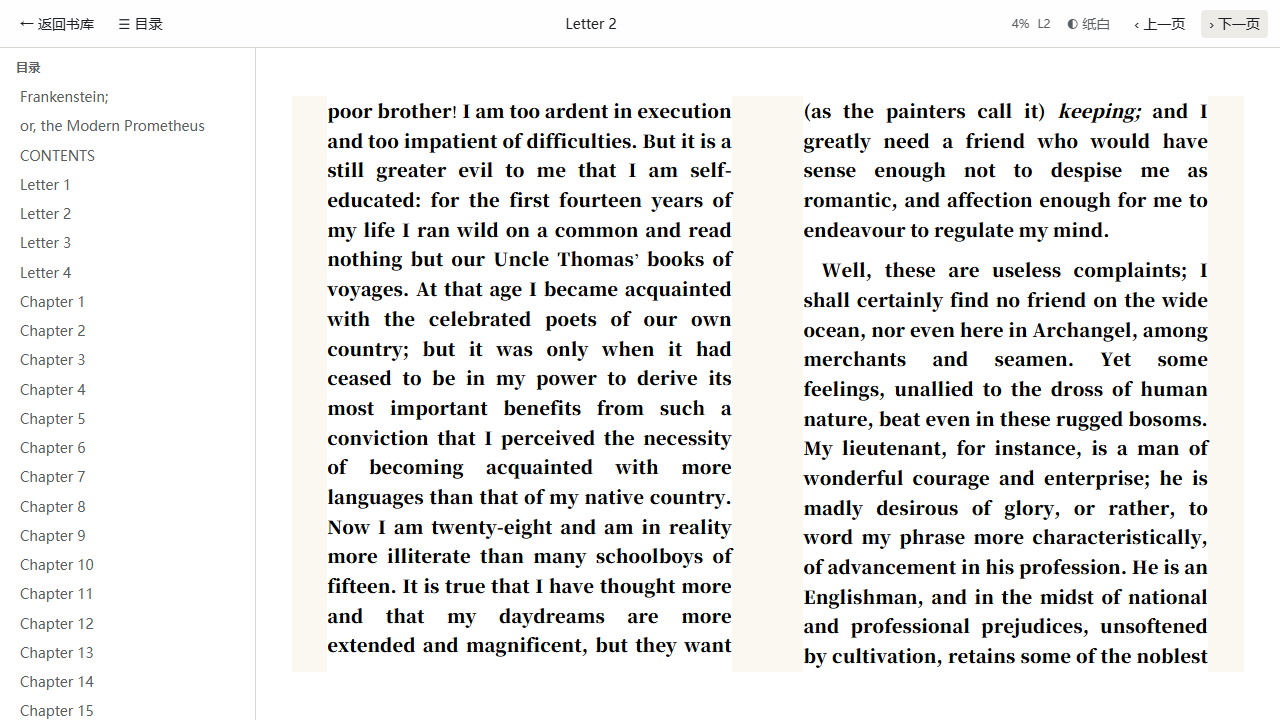 ← 返回书库
☰ 目录
Letter 2
4% L2
◐ 纸白
‹ 上一页
› 下一页
目录
Frankenstein;
or, the Modern Prometheus
CONTENTS
Letter 1
Letter 2
Letter 3
Letter 4
Chapter 1
Chapter 2
Chapter 3
Chapter 4
Chapter 5
Chapter 6
Chapter 7
Chapter 8
Chapter 9
Chapter 10
Chapter 11
Chapter 12
Chapter 13
Chapter 14
Chapter 15
poor brother! I am too ardent in execution
and too impatient of difficulties. But it is a
still greater evil to me that I am self-
educated: for the first fourteen years of
my life I ran wild on a common and read
nothing but our Uncle Thomas’ books of
voyages. At that age I became acquainted
with the celebrated poets of our own
country; but it was only when it had
ceased to be in my power to derive its
most important benefits from such a
conviction that I perceived the necessity
of becoming acquainted with more
languages than that of my native country.
Now I am twenty-eight and am in reality
more illiterate than many schoolboys of
fifteen. It is true that I have thought more
and that my daydreams are more
extended and magnificent, but they want
(as the painters call it) keeping; and I
greatly need a friend who would have
sense enough not to despise me as
romantic, and affection enough for me to
endeavour to regulate my mind.
Well, these are useless complaints; I
shall certainly find no friend on the wide
ocean, nor even here in Archangel, among
merchants and seamen. Yet some
feelings, unallied to the dross of human
nature, beat even in these rugged bosoms.
My lieutenant, for instance, is a man of
wonderful courage and enterprise; he is
madly desirous of glory, or rather, to
word my phrase more characteristically,
of advancement in his profession. He is an
Englishman, and in the midst of national
and professional prejudices, unsoftened
by cultivation, retains some of the noblest